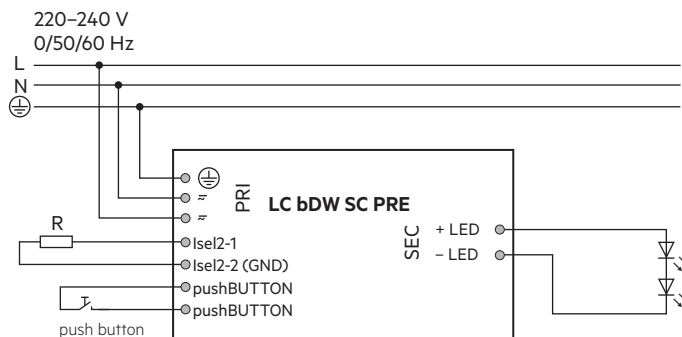 220–240 V
0/50/60 Hz
L
N
PRI
LC bDW SC PRE
SEC
+ LED
– LED
R
Isel2-1
Isel2-2 (GND)
pushBUTTON
pushBUTTON
push button